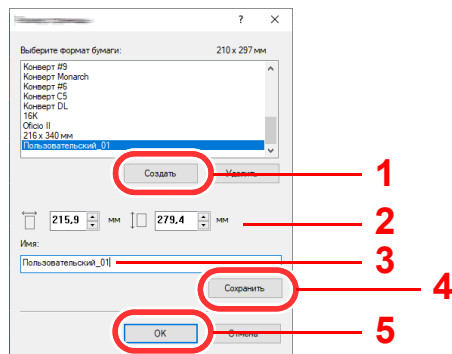 ?
Выберите формат бумаги: 210 x 297 мм
Конверт #9
Конверт Monarch
Конверт #6
Конверт C5
Конверт DL
16K
Oficio II
216 x 340 мм
Пользовательский_01
Создать Удалить
1
215,9 мм 279,4 мм
2
Имя:
Пользовательский_01
3
Сохранить
4
OK Отмена
5